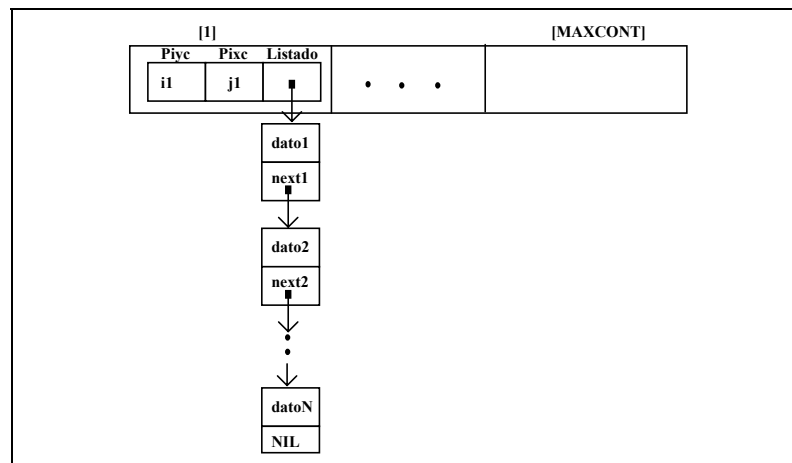 [1] [MAXCONT]
Piyc Pixc Listado
i1 j1
dato1
next1
dato2
next2
datoN
NIL